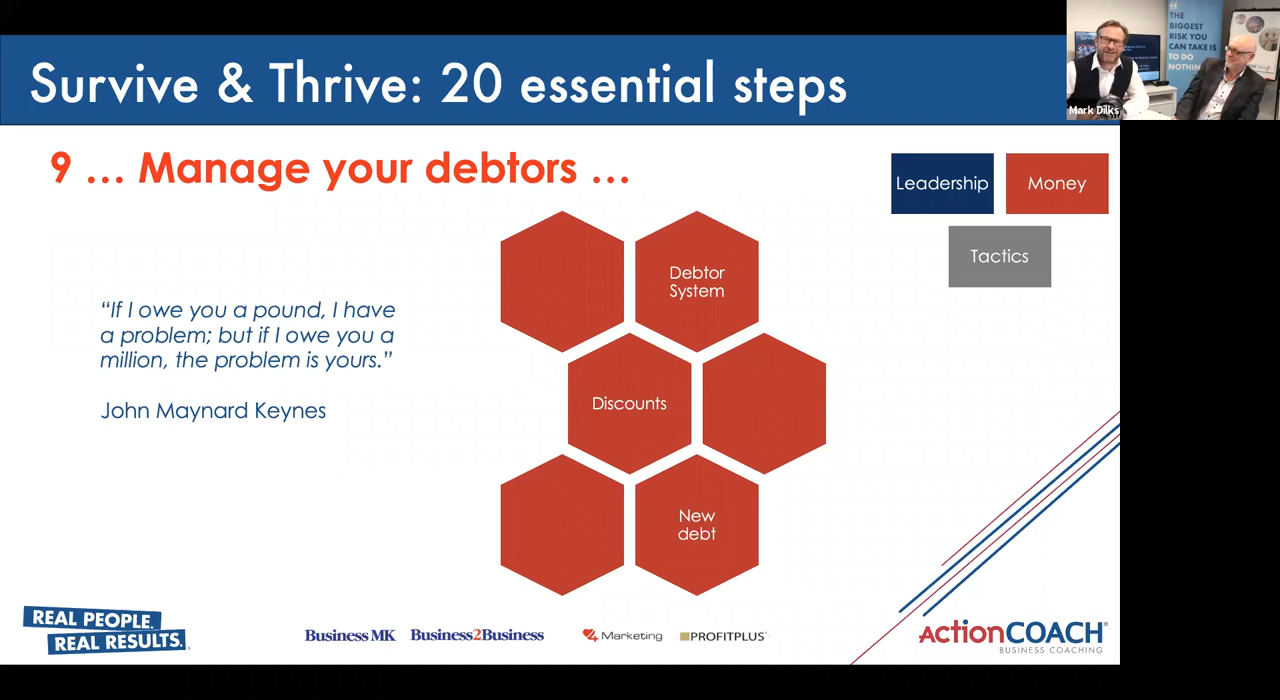 Survive & Thrive: 20 essential steps
THE
BIGGEST
RISK YOU
CAN TAKE IS
TO DO
NOTHING
Mark Dilks
9 ... Manage your debtors ...
Leadership
Money
Tactics
Debtor
System
“If I owe you a pound, I have
a problem; but if I owe you a
million, the problem is yours.”
John Maynard Keynes
Discounts
New
debt
REAL PEOPLE.
REAL RESULTS.
Business MK
Business2Business
4 Marketing
PROFITPLUS
ACTIONCOACH
BUSINESS COACHING